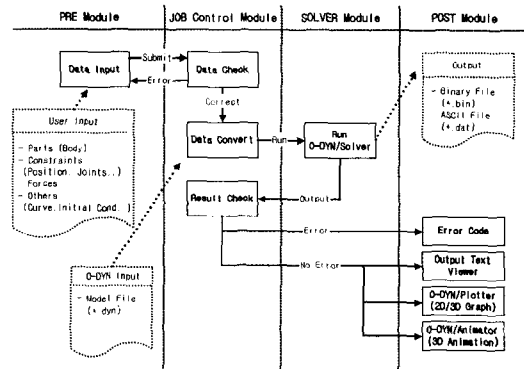 PRE Module
JOB Control Module
SOLVER Module
POST Module
Data Input
Submit
Error
Data Check
Correct
Data Convert
Run
Run
O-DYN/Solver
Output
Result Check
Error
No Error
User Input
- Parts (Body)
- Constraints
(Position. Joints..)
Forces
- Others
(Curve.Initial Cond..)
O-DYN Input
- Model File
(*.dyn)
Output
- Binary File
(*.bin)
ASCII File
(*.dat)
Error Code
Output Text
Viewer
O-DYN/Plotter
(2D/3D Graph)
O-DYN/Animator
(3D Animation)